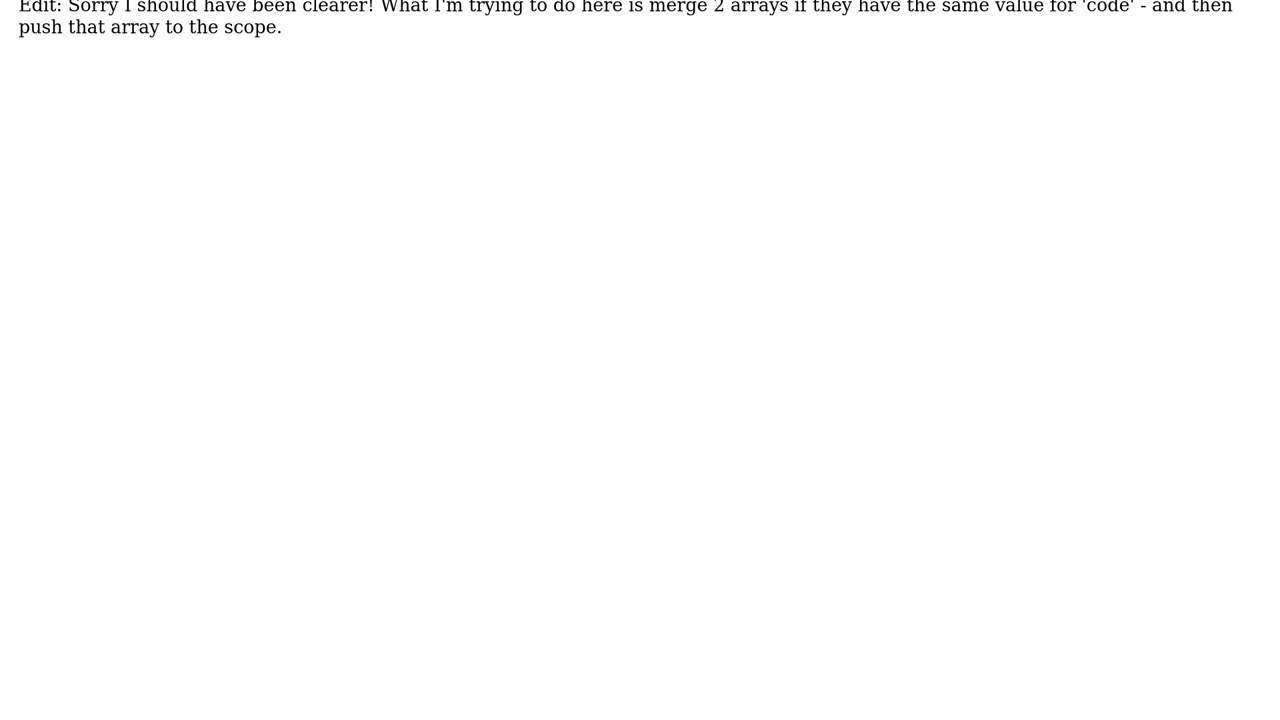 Edit: Sorry I should have been clearer! What I'm trying to do here is merge 2 arrays if they have the same value for 'code' - and then
push that array to the scope.